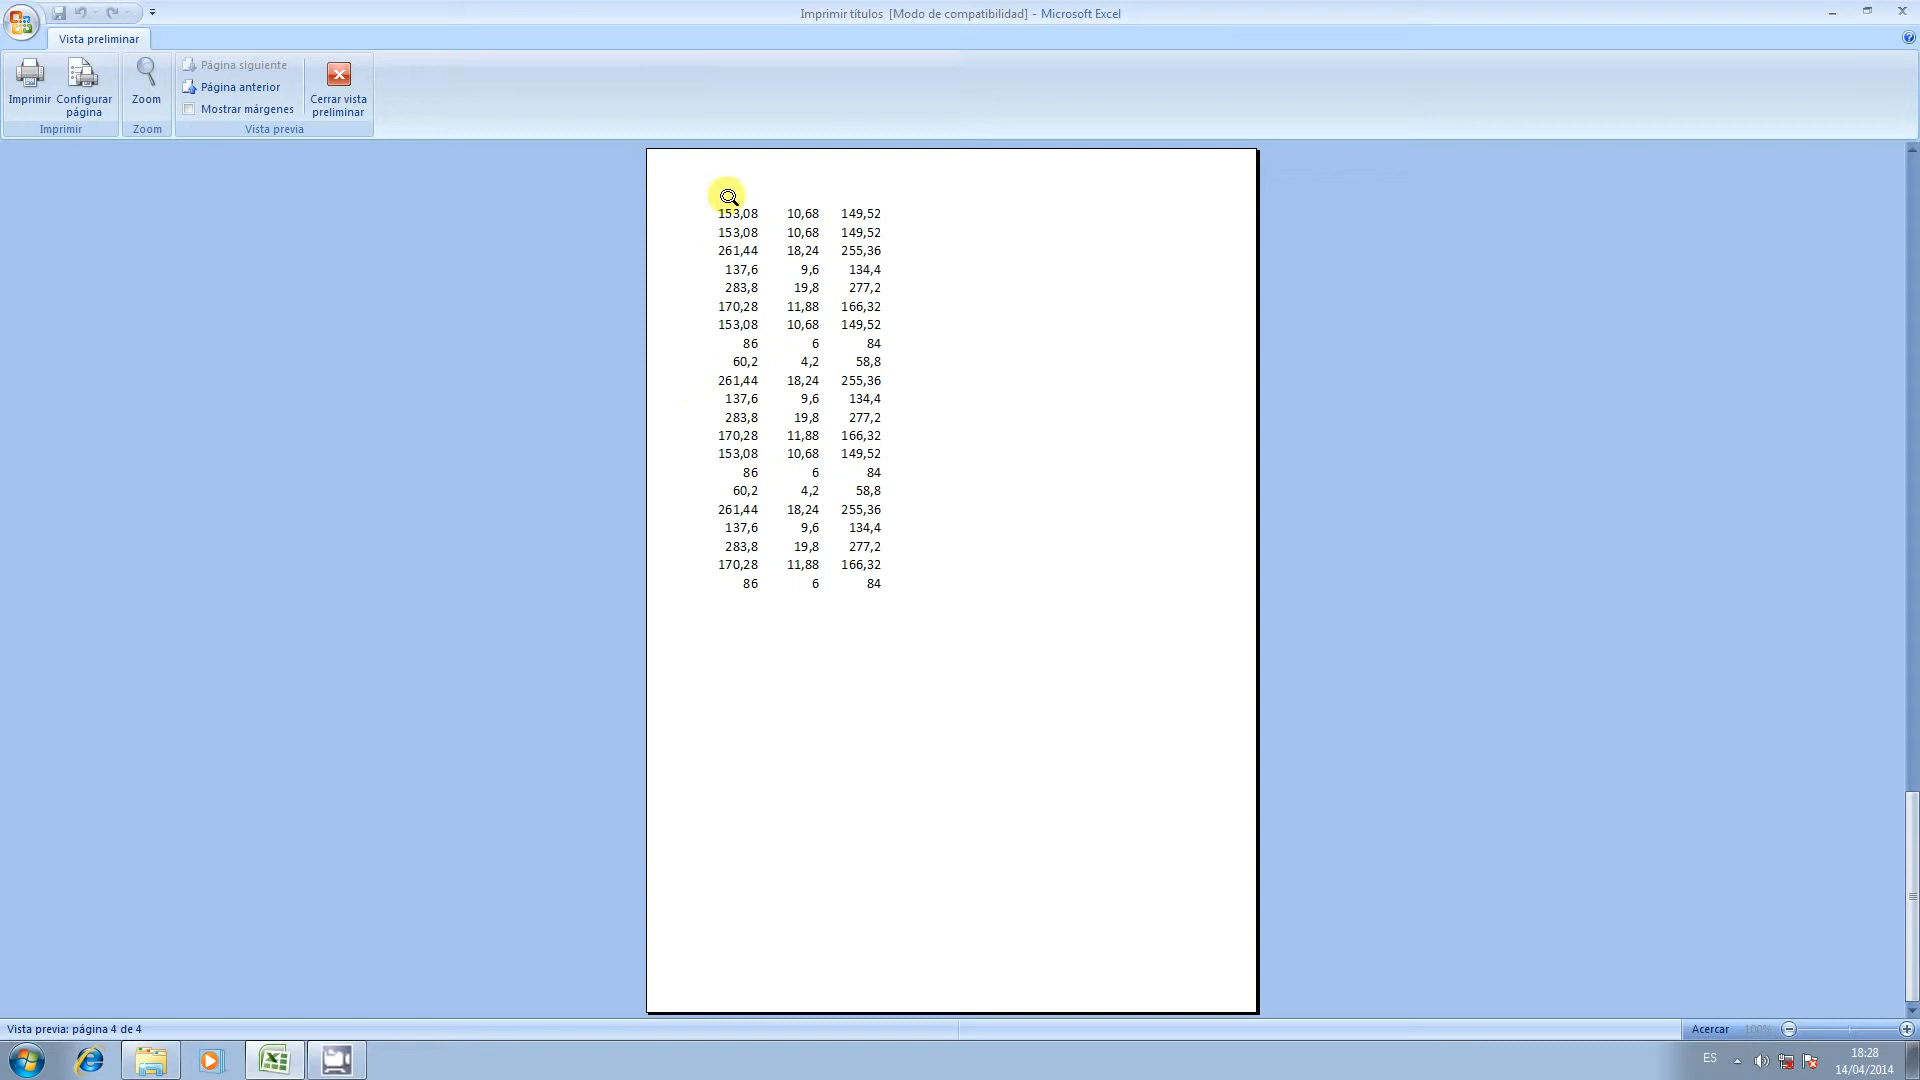 Imprimir títulos [Modo de compatibilidad] - Microsoft Excel
Vista preliminar
Imprimir
Configurar página
Zoom
Página siguiente
Página anterior
Mostrar márgenes
Cerrar vista preliminar
Imprimir
Zoom
Vista previa
153,08 10,68 149,52
153,08 10,68 149,52
261,44 18,24 255,36
137,6 9,6 134,4
283,8 19,8 277,2
170,28 11,88 166,32
153,08 10,68 149,52
86 6 84
60,2 4,2 58,8
261,44 18,24 255,36
137,6 9,6 134,4
283,8 19,8 277,2
170,28 11,88 166,32
153,08 10,68 149,52
86 6 84
60,2 4,2 58,8
261,44 18,24 255,36
137,6 9,6 134,4
283,8 19,8 277,2
170,28 11,88 166,32
86 6 84
Vista previa: página 4 de 4
Acercar 100%
ES
18:28
14/04/2014